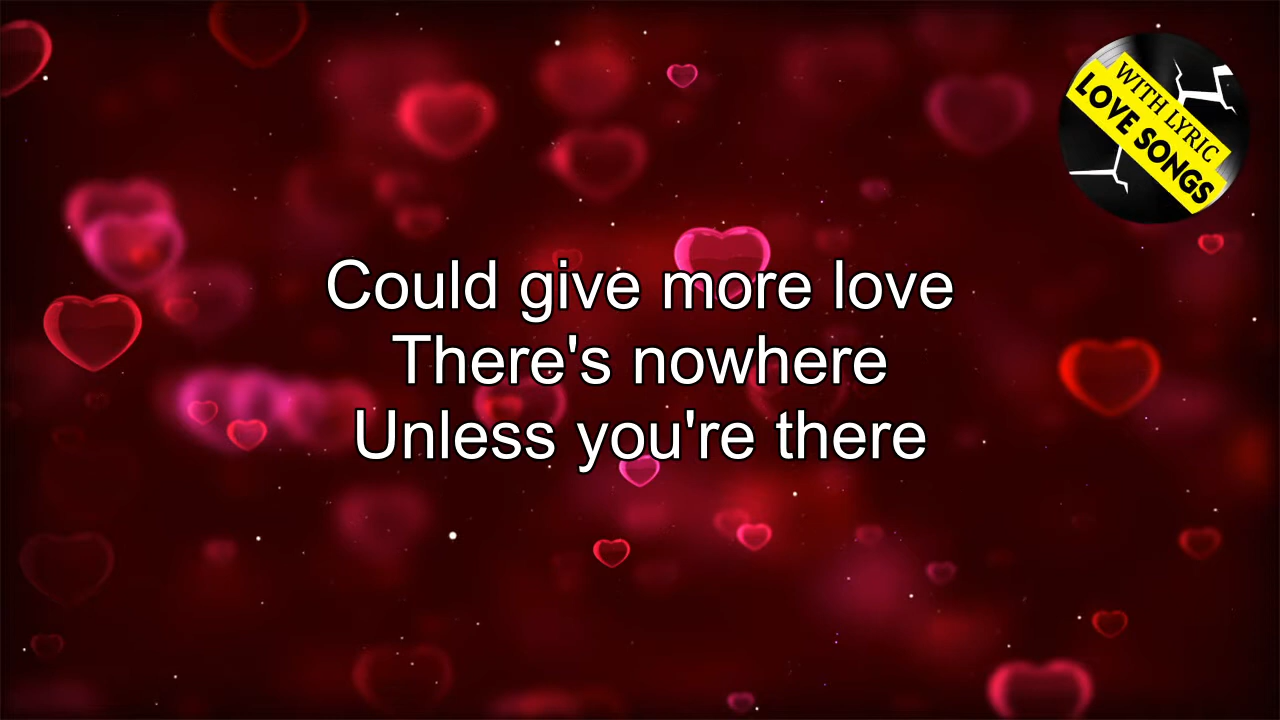 WITH LYRIC
LOVE SONGS
Could give more love
There's nowhere
Unless you're there